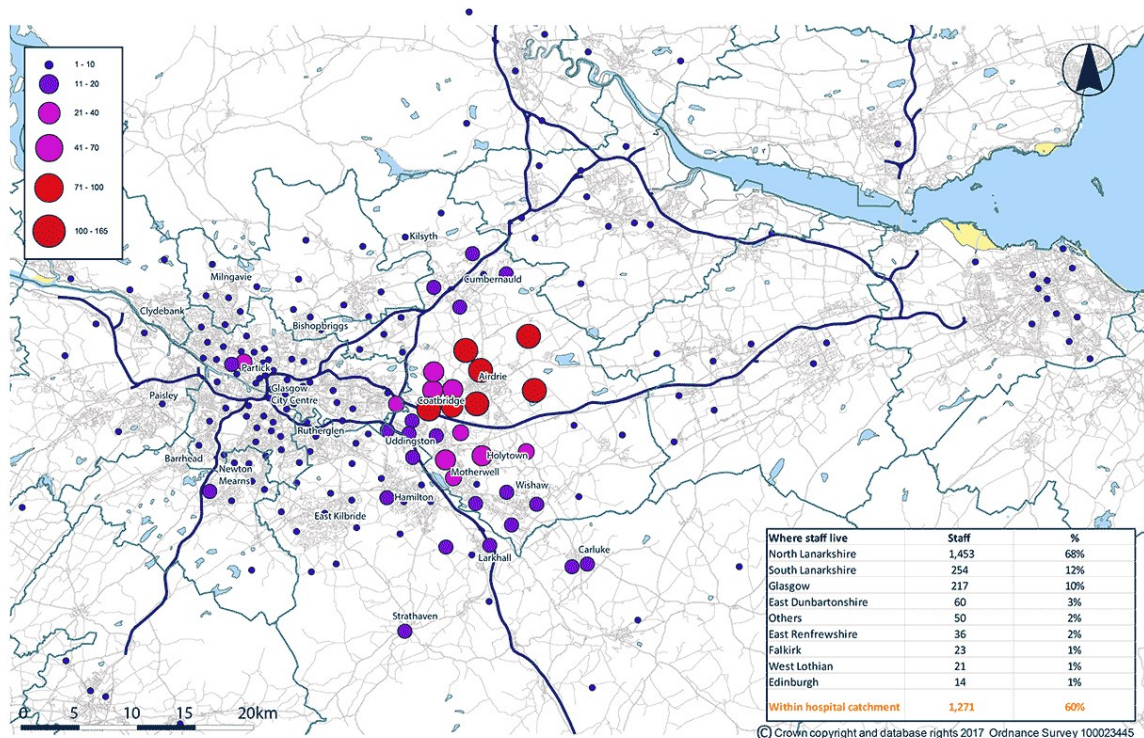 1 - 10
11 - 20
21 - 40
41 - 70
71 - 100
100 - 165
Kilsyth
Milngavie
Cumbernauld
Clydebank
Bishopbriggs
Partick
Airdrie
Glasgow
City Centre
Coatbridge
Paisley
Rutherglen
Uddingston
Barrhead
Holytown
Newton
Mearns
Motherwell
Wishaw
Hamilton
East Kilbride
Larkhall
Carluke
Strathaven
Where staff live Staff %
North Lanarkshire 1,453 68%
South Lanarkshire 254 12%
Glasgow 217 10%
East Dunbartonshire 60 3%
Others 50 2%
East Renfrewshire 36 2%
Falkirk 23 1%
West Lothian 21 1%
Edinburgh 14 1%
Within hospital catchment 1,271 60%
0 5 10 15 20km
© Crown copyright and database rights 2017 Ordnance Survey 100023445